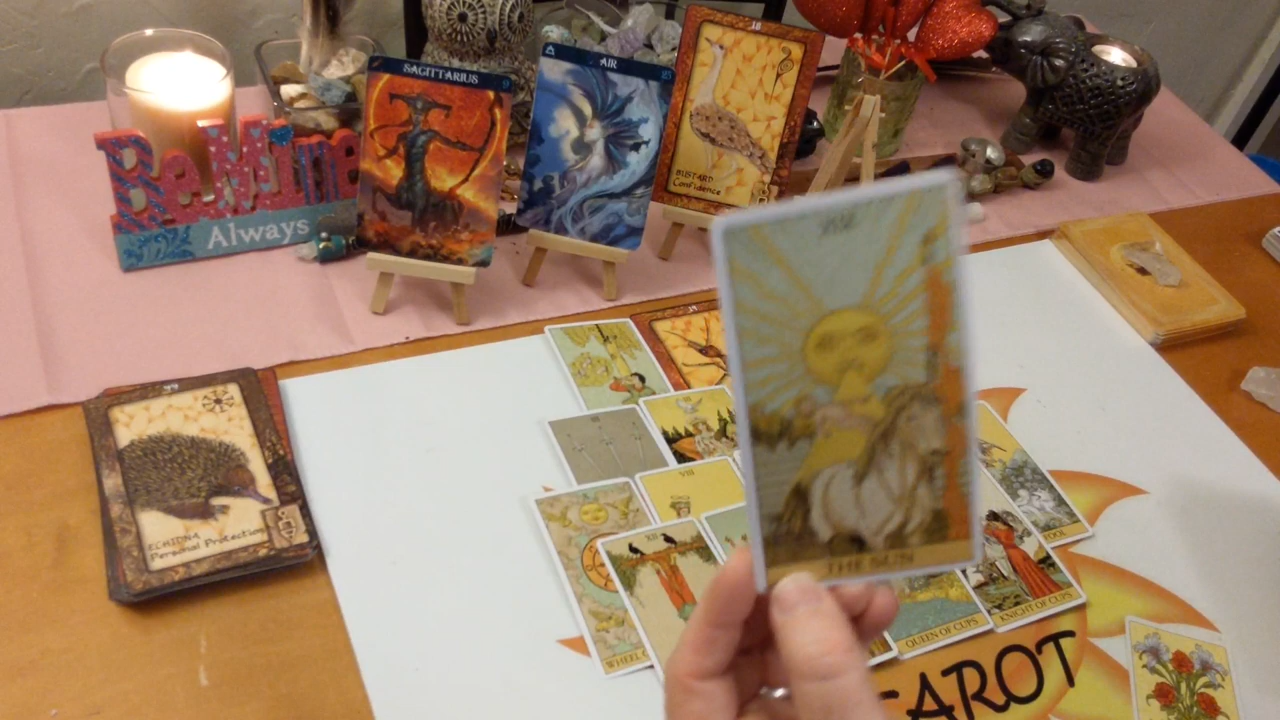 SAGITTARIUS
9
AIR
Be Mine
Always
BUSTARD
Confidence
ECHIDNA
Personal Protection
THE SUN
QUEEN OF CUPS
KNIGHT OF CUPS
TAROT